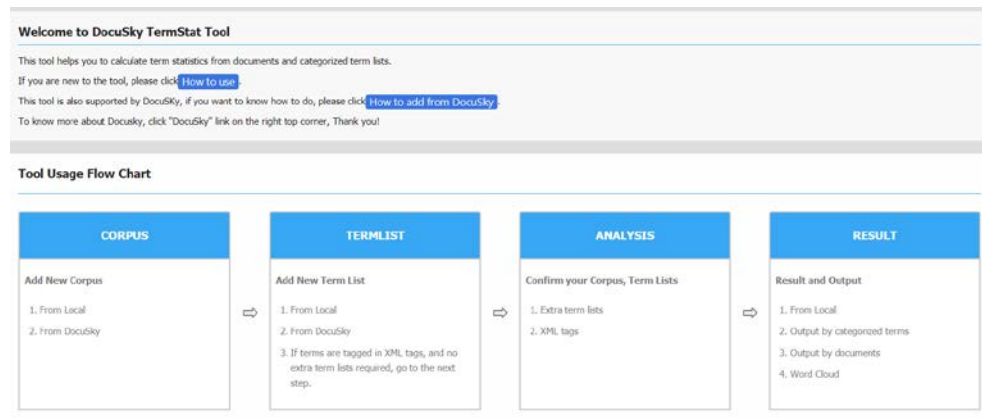 Welcome to DocuSky TermStat Tool
This tool helps you to calculate term statistics from documents and categorized term lists.
If you are new to the tool, please click How to use .
This tool is also supported by DocuSKy, if you want to know how to do, please click How to add from DocuSky .
To know more about Docusky, click "DocuSky" link on the right top corner, Thank you!
Tool Usage Flow Chart
CORPUS
Add New Corpus
1. From Local
2. From DocuSky
⇨
TERMLIST
Add New Term List
1. From Local
2. From DocuSky
3. If terms are tagged in XML tags, and no
extra term lists required, go to the next
step.
⇨
ANALYSIS
Confirm your Corpus, Term Lists
1. Extra term lists
2. XML tags
⇨
RESULT
Result and Output
1. From Local
2. Output by categorized terms
3. Output by documents
4. Word Cloud